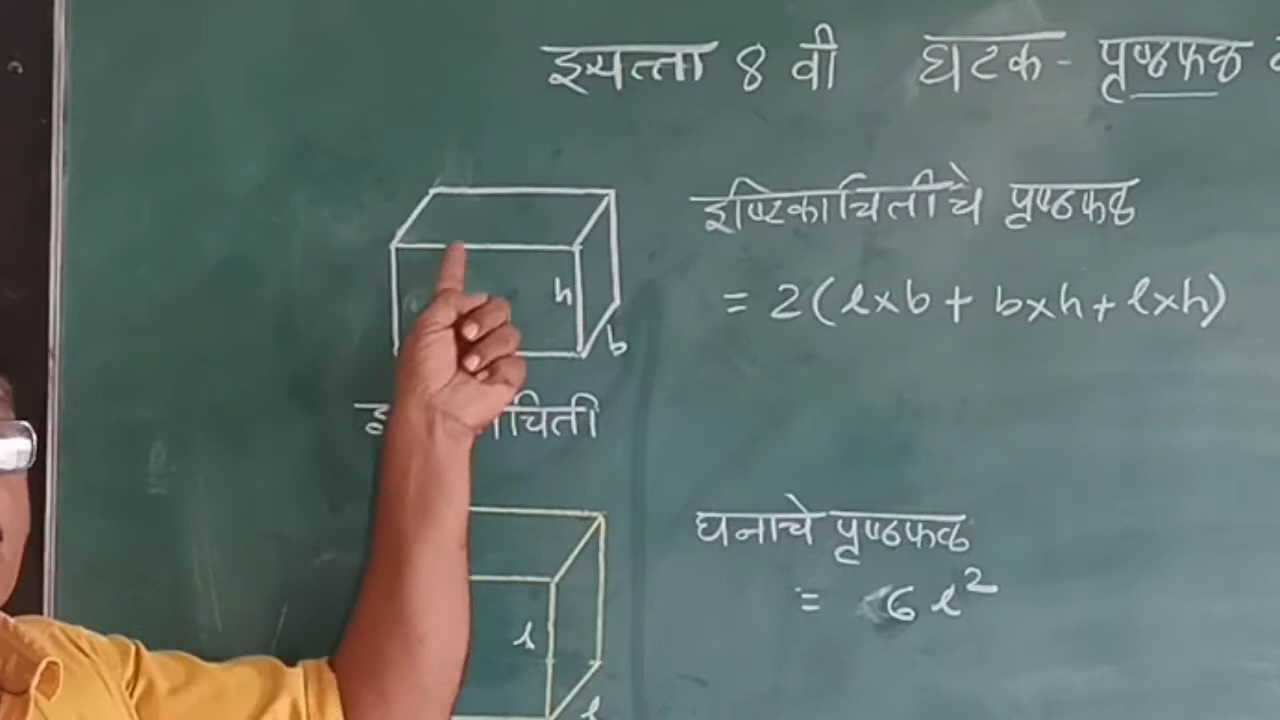 इयत्ता 8 वी घटक - पृष्ठफळ
इष्टिकाचितीचे पृष्ठफळ
= 2(l×b + b×h + l×h)
h
b
चिती
घनाचे पृष्ठफळ
= 6l²
l
l